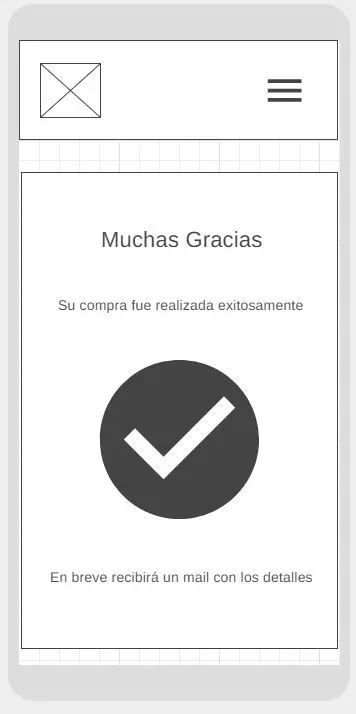 Muchas Gracias
Su compra fue realizada exitosamente
En breve recibirá un mail con los detalles